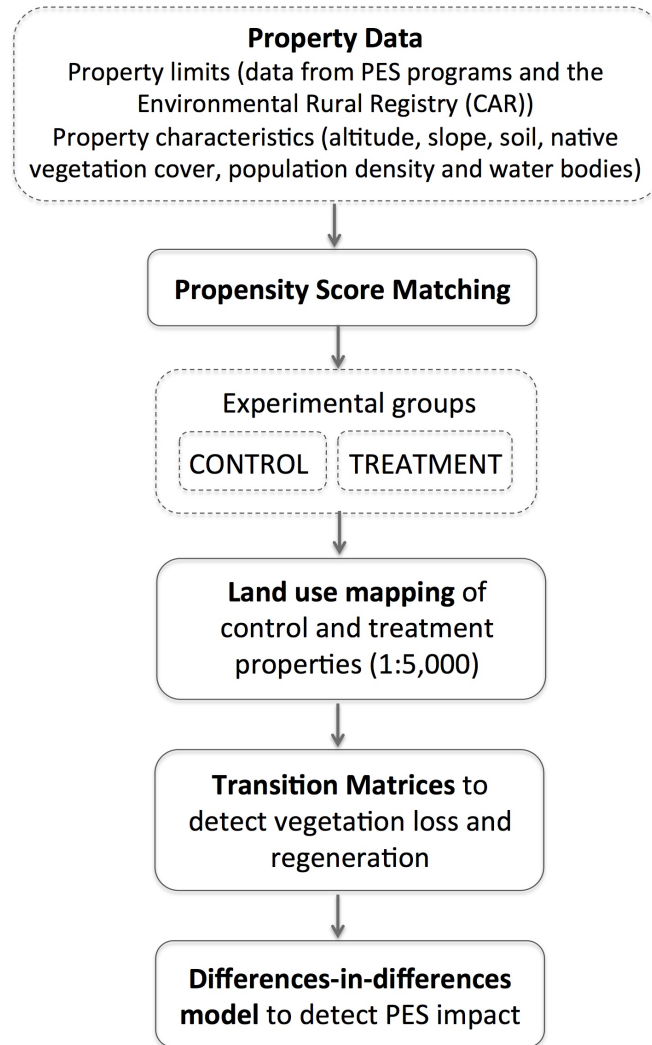 Property Data
Property limits (data from PES programs and the
Environmental Rural Registry (CAR))
Property characteristics (altitude, slope, soil, native
vegetation cover, population density and water bodies)
Propensity Score Matching
Experimental groups
CONTROL TREATMENT
Land use mapping of
control and treatment
properties (1:5,000)
Transition Matrices to
detect vegetation loss and
regeneration
Differences-in-differences
model to detect PES impact